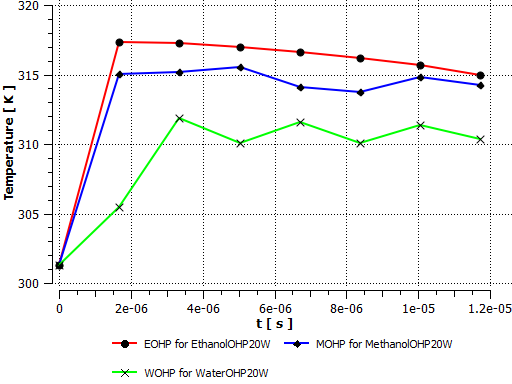 320
315
310
305
300
Temperature [ K ]
0 2e-06 4e-06 6e-06 8e-06 1e-05 1.2e-05
t [ s ]
EOHP for EthanolOHP20W MOHP for MethanolOHP20W
WOHP for WaterOHP20W